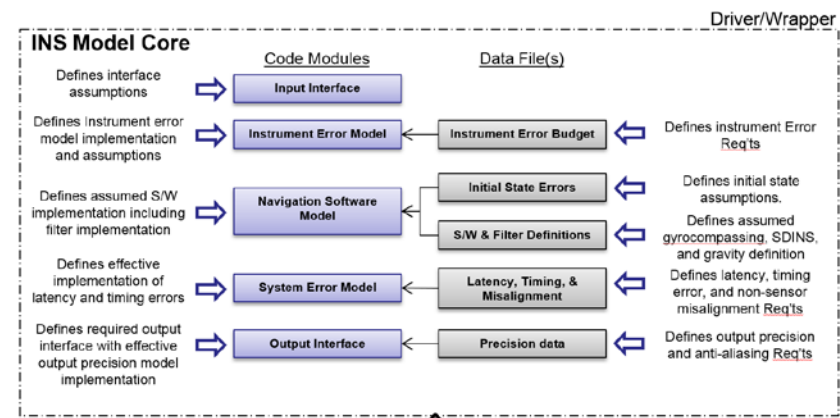 Driver/Wrapper
INS Model Core
Code Modules
Data File(s)
Defines interface
assumptions
Input Interface
Defines Instrument error
model implementation
and assumptions
Instrument Error Model
Instrument Error Budget
Defines instrument Error
Req'ts
Defines assumed S/W
implementation including
filter implementation
Navigation Software
Model
Initial State Errors
Defines initial state
assumptions.
S/W & Filter Definitions
Defines assumed
gyrocompassing, SDINS,
and gravity definition
Defines effective
implementation of
latency and timing errors
System Error Model
Latency, Timing, &
Misalignment
Defines latency, timing
error, and non-sensor
misalignment Req'ts
Defines required output
interface with effective
output precision model
implementation
Output Interface
Precision data
Defines output precision
and anti-aliasing Req'ts